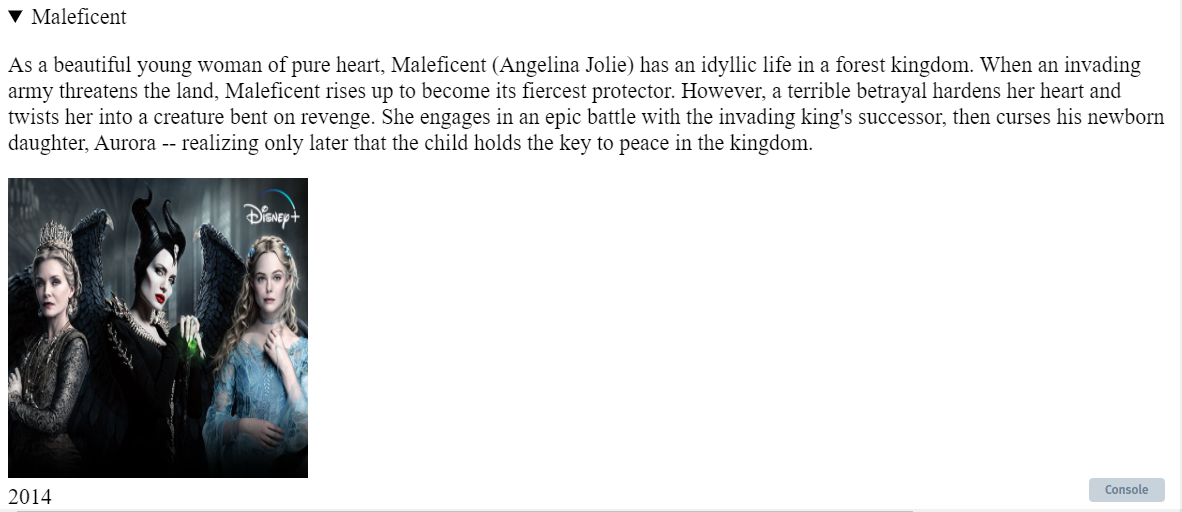 ▼ Maleficent
As a beautiful young woman of pure heart, Maleficent (Angelina Jolie) has an idyllic life in a forest kingdom. When an invading
army threatens the land, Maleficent rises up to become its fiercest protector. However, a terrible betrayal hardens her heart and
twists her into a creature bent on revenge. She engages in an epic battle with the invading king's successor, then curses his newborn
daughter, Aurora -- realizing only later that the child holds the key to peace in the kingdom.
Disney+
2014
Console